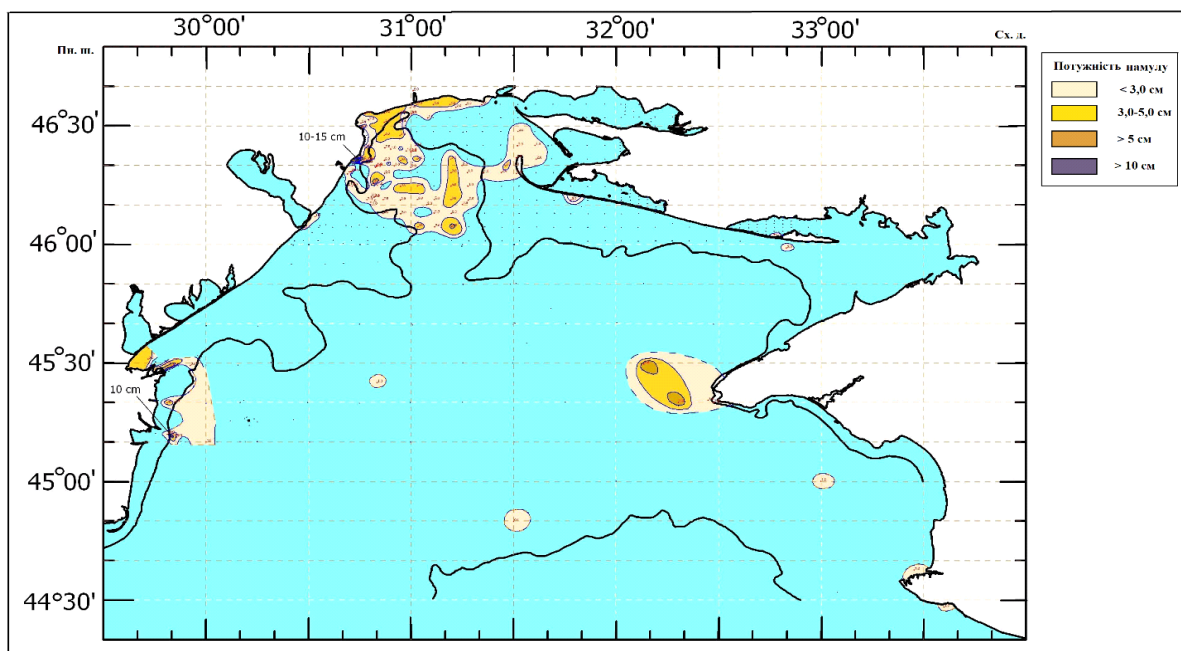 30°00'
31°00'
32°00'
33°00'
Пн. ш.
Сх. д.
Потужність намулу
< 3,0 см
3,0-5,0 см
> 5 см
> 10 см
46°30'
10-15 cm
46°00'
45°30'
10 cm
45°00'
44°30'